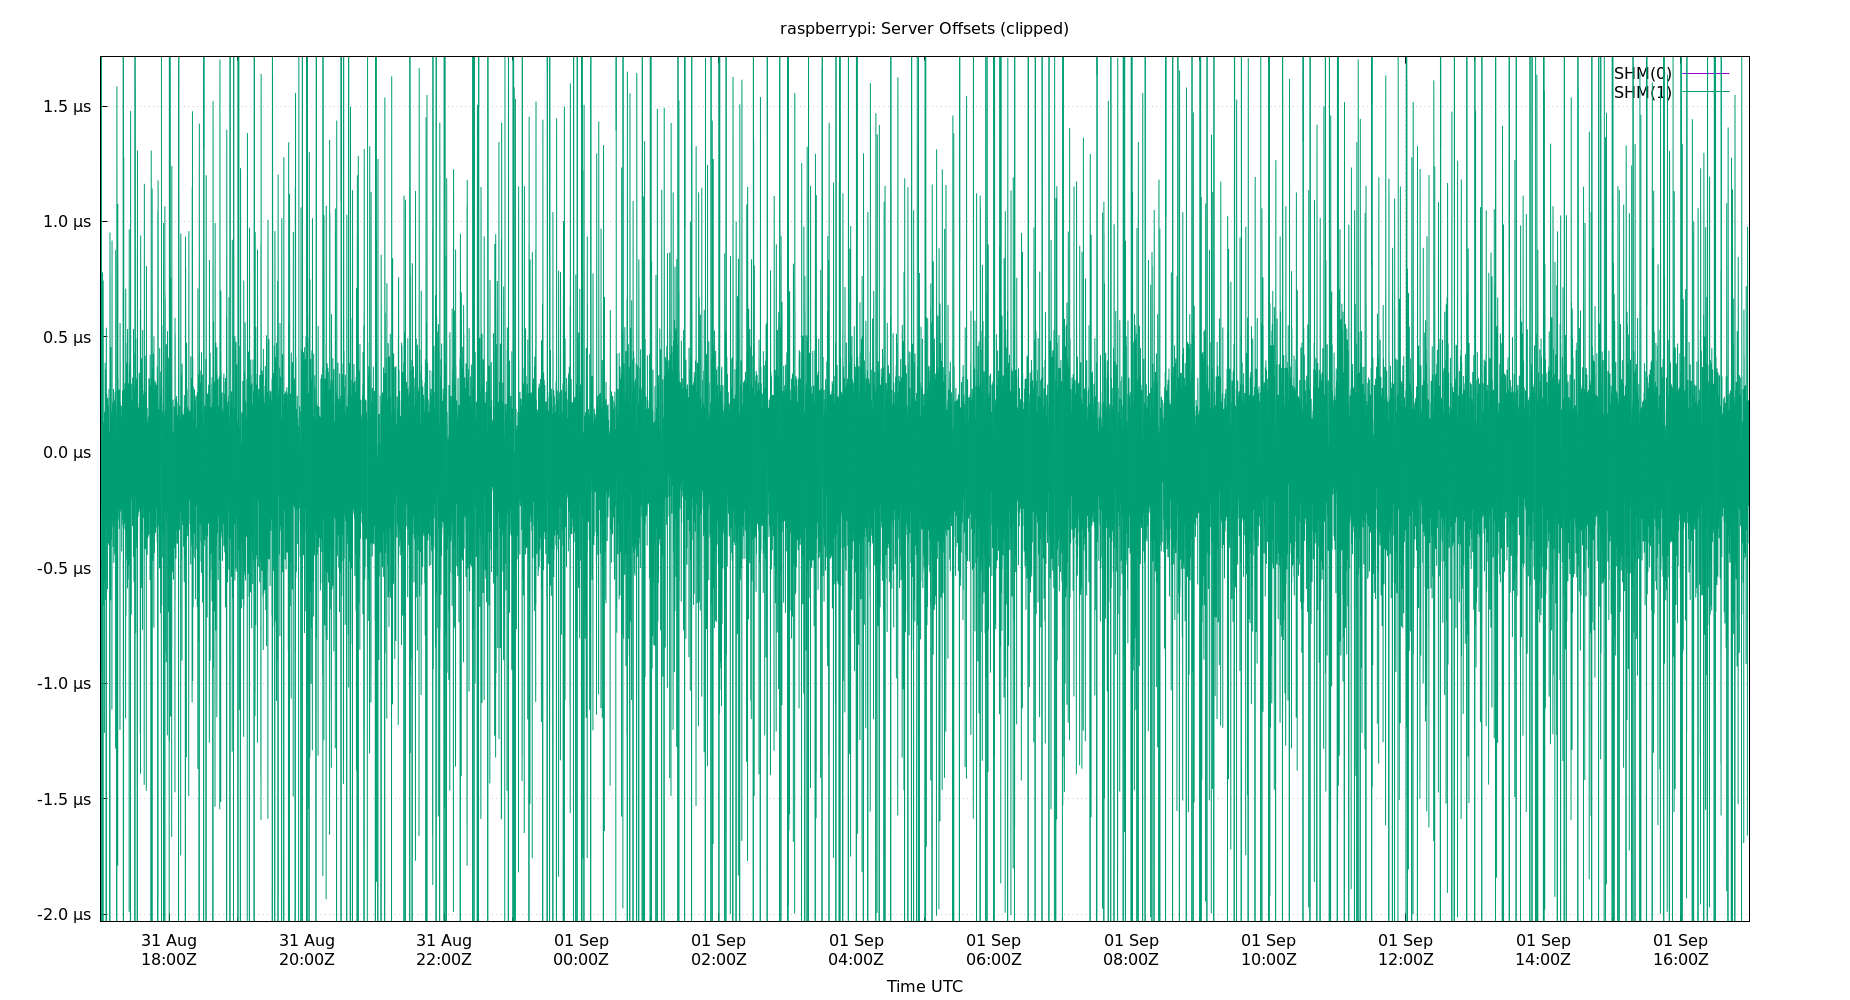 raspberrypi: Server Offsets (clipped)
SHM(0)
SHM(1)
1.5 µs
1.0 µs
0.5 µs
0.0 µs
-0.5 µs
-1.0 µs
-1.5 µs
-2.0 µs
31 Aug 31 Aug 31 Aug 01 Sep 01 Sep 01 Sep 01 Sep 01 Sep 01 Sep 01 Sep 01 Sep 01 Sep
18:00Z 20:00Z 22:00Z 00:00Z 02:00Z 04:00Z 06:00Z 08:00Z 10:00Z 12:00Z 14:00Z 16:00Z
Time UTC